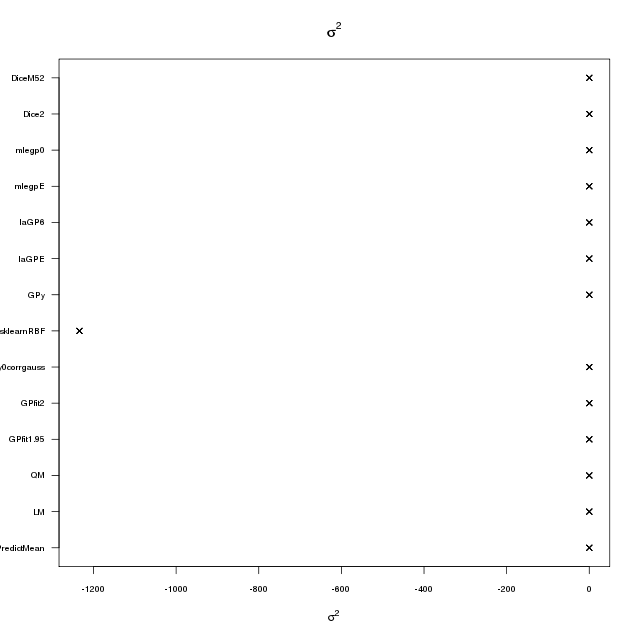 σ²
DiceM52
Dice2
mlegp0
mlegpE
laGP6
laGPE
GPy
sklearnRBF
y0corrgauss
GPfit2
GPfit1.95
QM
LM
PredictMean
-1200 -1000 -800 -600 -400 -200 0
σ²